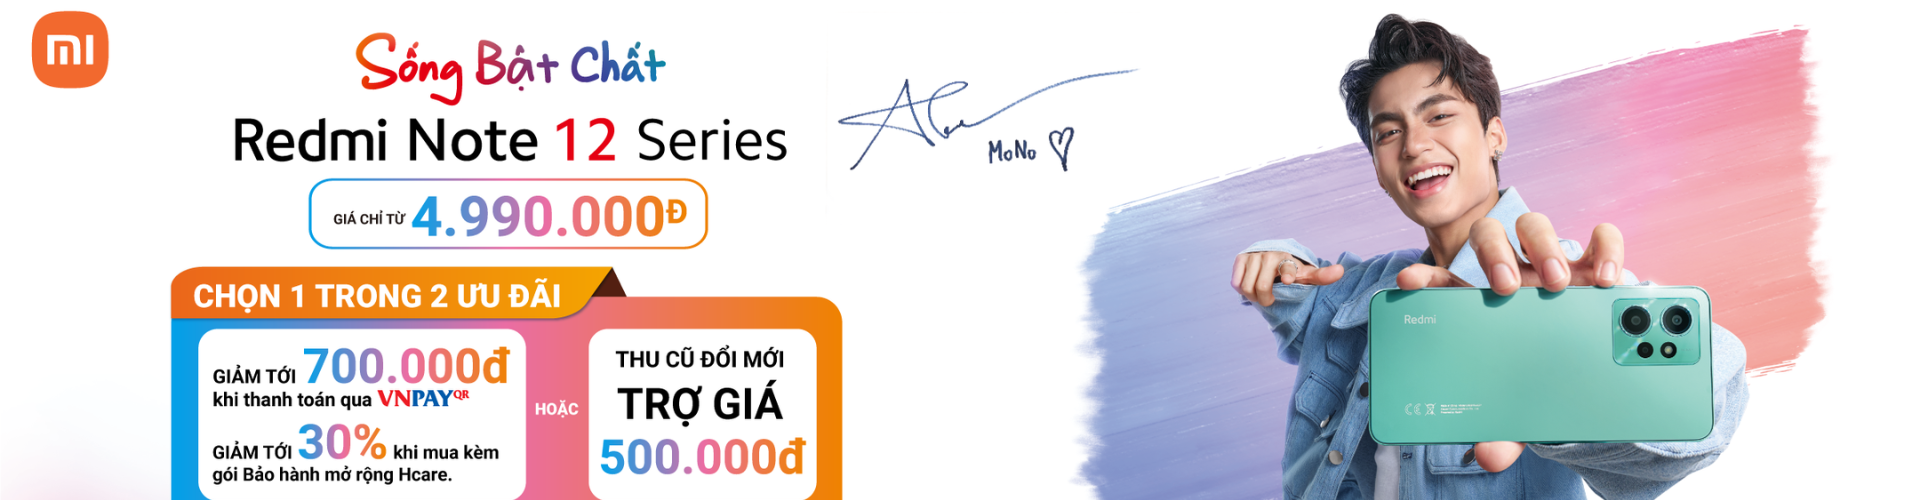 mi
Sống Bật Chất
Redmi Note 12 Series
GIÁ CHỈ TỪ 4.990.000Đ
MoNo
CHỌN 1 TRONG 2 ƯU ĐÃI
GIẢM TỚI 700.000đ
khi thanh toán qua VNPAYQR
GIẢM TỚI 30% khi mua kèm
gói Bảo hành mở rộng Hcare.
HOẶC
THU CŨ ĐỔI MỚI
TRỢ GIÁ
500.000đ
Redmi